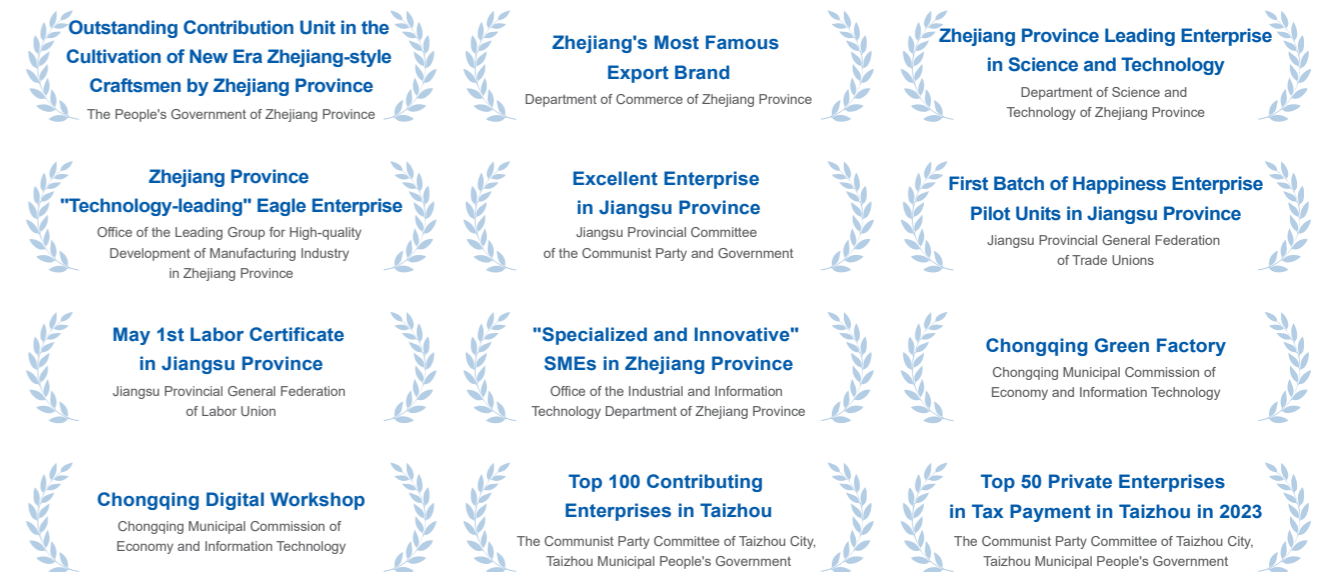 Outstanding Contribution Unit in the
Cultivation of New Era Zhejiang-style
Craftsmen by Zhejiang Province
The People's Government of Zhejiang Province
Zhejiang's Most Famous
Export Brand
Department of Commerce of Zhejiang Province
Zhejiang Province Leading Enterprise
in Science and Technology
Department of Science and
Technology of Zhejiang Province
Zhejiang Province
"Technology-leading" Eagle Enterprise
Office of the Leading Group for High-quality
Development of Manufacturing Industry
in Zhejiang Province
Excellent Enterprise
in Jiangsu Province
Jiangsu Provincial Committee
of the Communist Party and Government
First Batch of Happiness Enterprise
Pilot Units in Jiangsu Province
Jiangsu Provincial General Federation
of Trade Unions
May 1st Labor Certificate
in Jiangsu Province
Jiangsu Provincial General Federation
of Labor Union
"Specialized and Innovative"
SMEs in Zhejiang Province
Office of the Industrial and Information
Technology Department of Zhejiang Province
Chongqing Green Factory
Chongqing Municipal Commission of
Economy and Information Technology
Chongqing Digital Workshop
Chongqing Municipal Commission of
Economy and Information Technology
Top 100 Contributing
Enterprises in Taizhou
The Communist Party Committee of Taizhou City,
Taizhou Municipal People's Government
Top 50 Private Enterprises
in Tax Payment in Taizhou in 2023
The Communist Party Committee of Taizhou City,
Taizhou Municipal People's Government